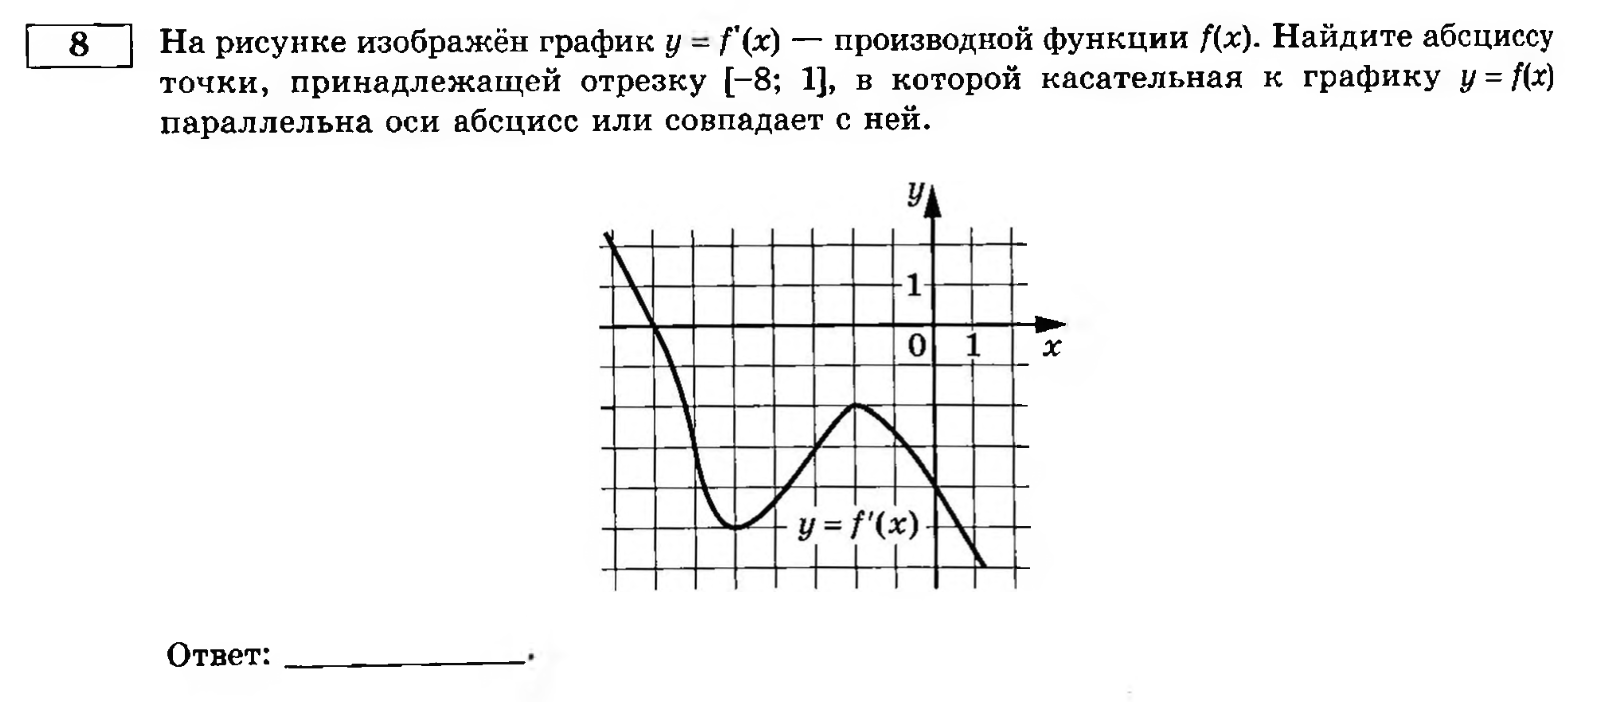 8
На рисунке изображён график y = f'(x) — производной функции f(x). Найдите абсциссу
точки, принадлежащей отрезку [–8; 1], в которой касательная к графику y = f(x)
параллельна оси абсцисс или совпадает с ней.
y
1
0 1 x
y = f'(x)
Ответ: ____________.